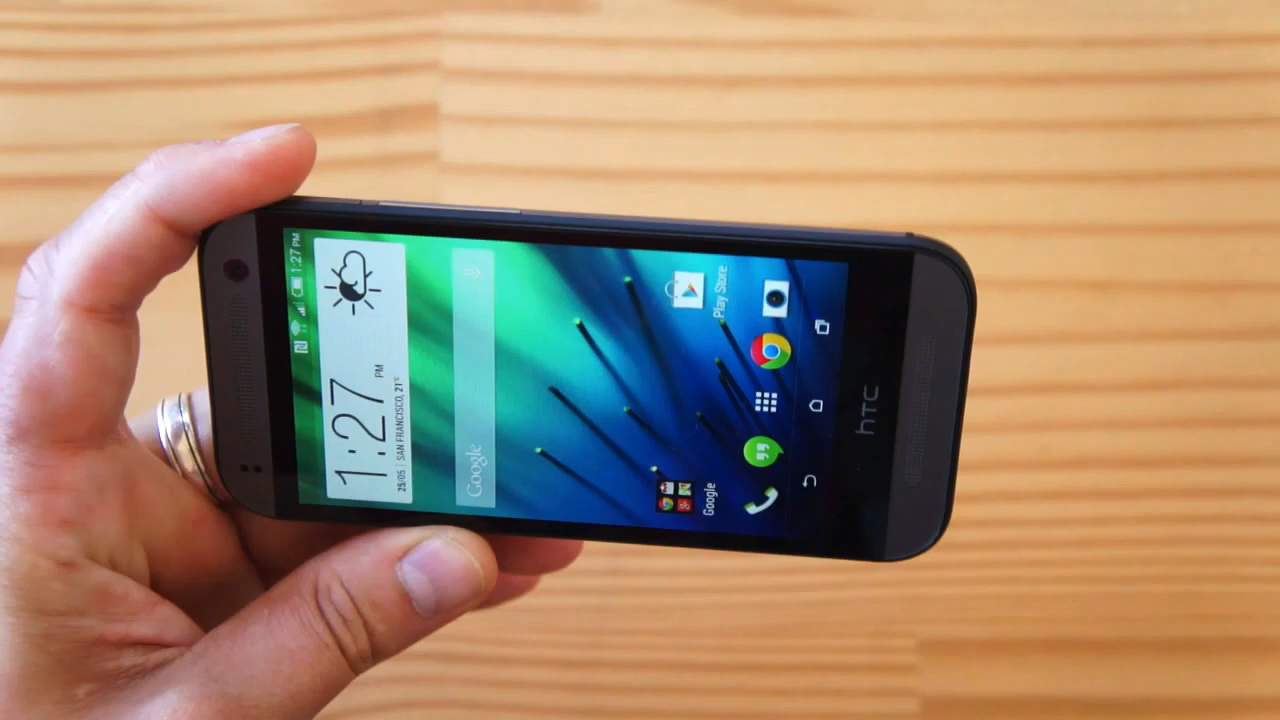 1:27 PM
1:27 PM
25/05 | SAN FRANCISCO, 21°
Google
Google
Play Store
hTC